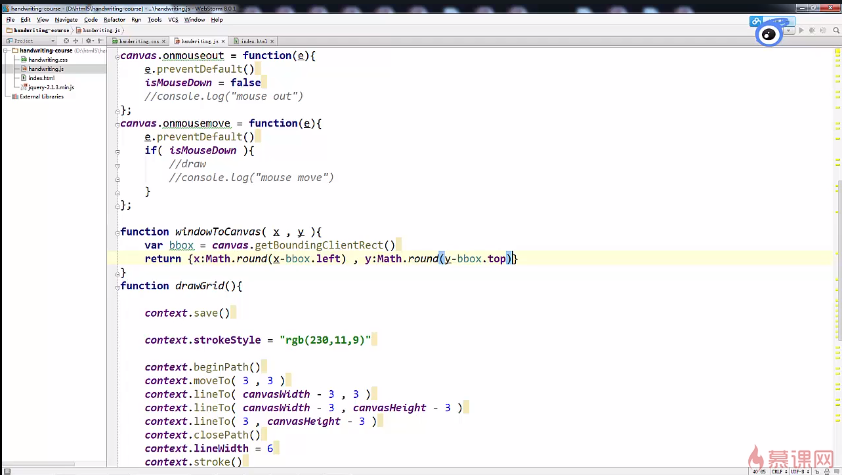 handwriting-course
handwriting.js
WebStorm 8.0.1
File Edit View Navigate Code Refactor Run Tools VCS Window Help
handwriting-course handwriting.js
Project
handwriting.css handwriting.js index.html
handwriting-course
handwriting.css
handwriting.js
index.html
jquery-2.1.3.min.js
External Libraries
canvas.onmouseout = function(e){
e.preventDefault()
isMouseDown = false
//console.log("mouse out")
};
canvas.onmousemove = function(e){
e.preventDefault()
if( isMouseDown ){
//draw
//console.log("mouse move")
}
};
function windowToCanvas( x , y ){
var bbox = canvas.getBoundingClientRect()
return {x:Math.round(x-bbox.left) , y:Math.round(y-bbox.top)}
}
function drawGrid(){
context.save()
context.strokeStyle = "rgb(230,11,9)"
context.beginPath()
context.moveTo( 3 , 3 )
context.lineTo( canvasWidth - 3 , 3 )
context.lineTo( canvasWidth - 3 , canvasHeight - 3 )
context.lineTo( 3 , canvasHeight - 3 )
context.closePath()
context.lineWidth = 6
context.stroke()
慕课网
CRLF UTF-8